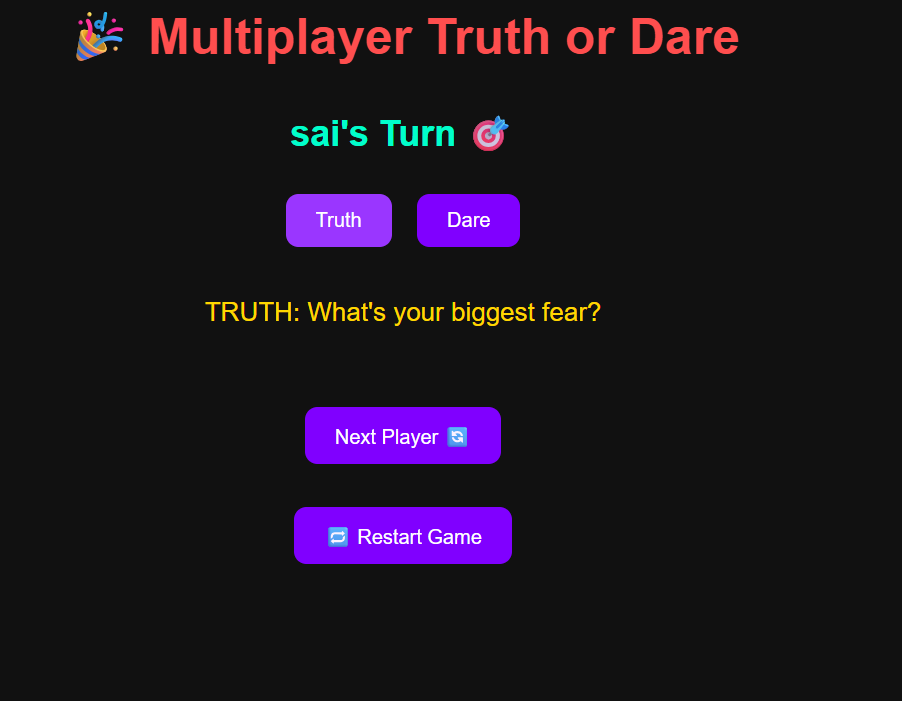 🎉 Multiplayer Truth or Dare
sai's Turn 🎯
Truth Dare
TRUTH: What's your biggest fear?
Next Player 🔄
🔁 Restart Game